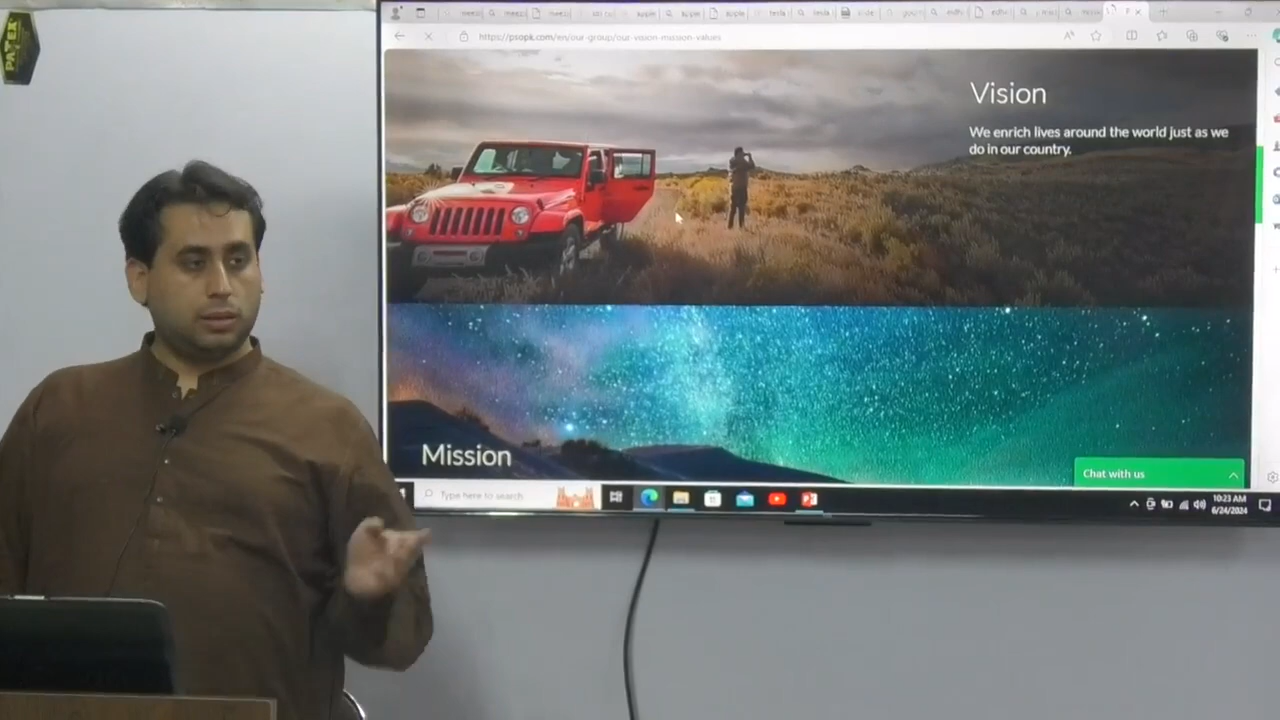 PATEX
https://psopk.com/en/our-group/our-vision-mission-values
Vision
We enrich lives around the world just as we
do in our country.
Mission
Chat with us
Type here to search
10:23 AM
6/24/2024